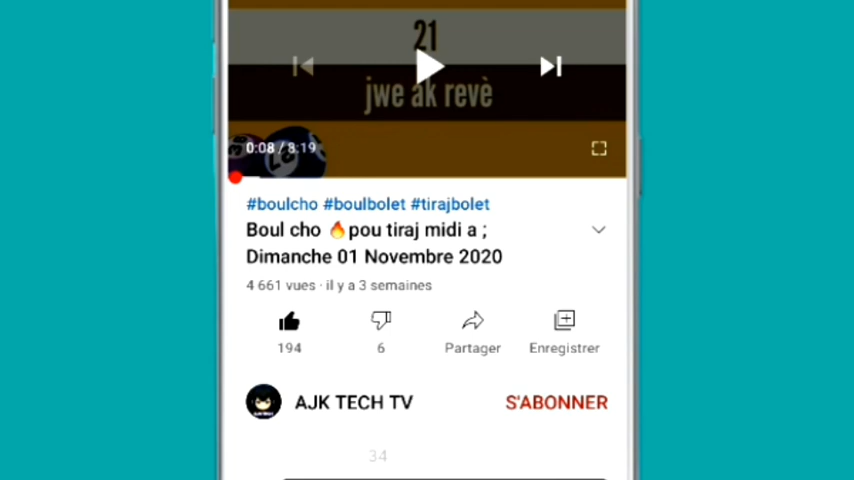 21
jwe ak revè
0:08 / 8:19
#boulcho #boulbolet #tirajbolet
Boul cho 🔥pou tiraj midi a ;
Dimanche 01 Novembre 2020
4 661 vues · il y a 3 semaines
194 6 Partager Enregistrer
AJK TECH TV S'ABONNER
34